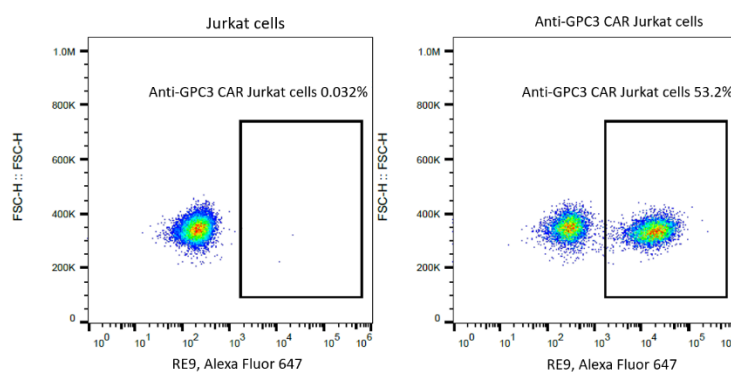 Jurkat cells
1.0M
Anti-GPC3 CAR Jurkat cells 0.032%
800K
600K
400K
200K
0
FSC-H :: FSC-H
10^0 10^1 10^2 10^3 10^4 10^5 10^6
RE9, Alexa Fluor 647
Anti-GPC3 CAR Jurkat cells
1.0M
Anti-GPC3 CAR Jurkat cells 53.2%
800K
600K
400K
200K
0
FSC-H :: FSC-H
10^0 10^1 10^2 10^3 10^4 10^5 10^6
RE9, Alexa Fluor 647